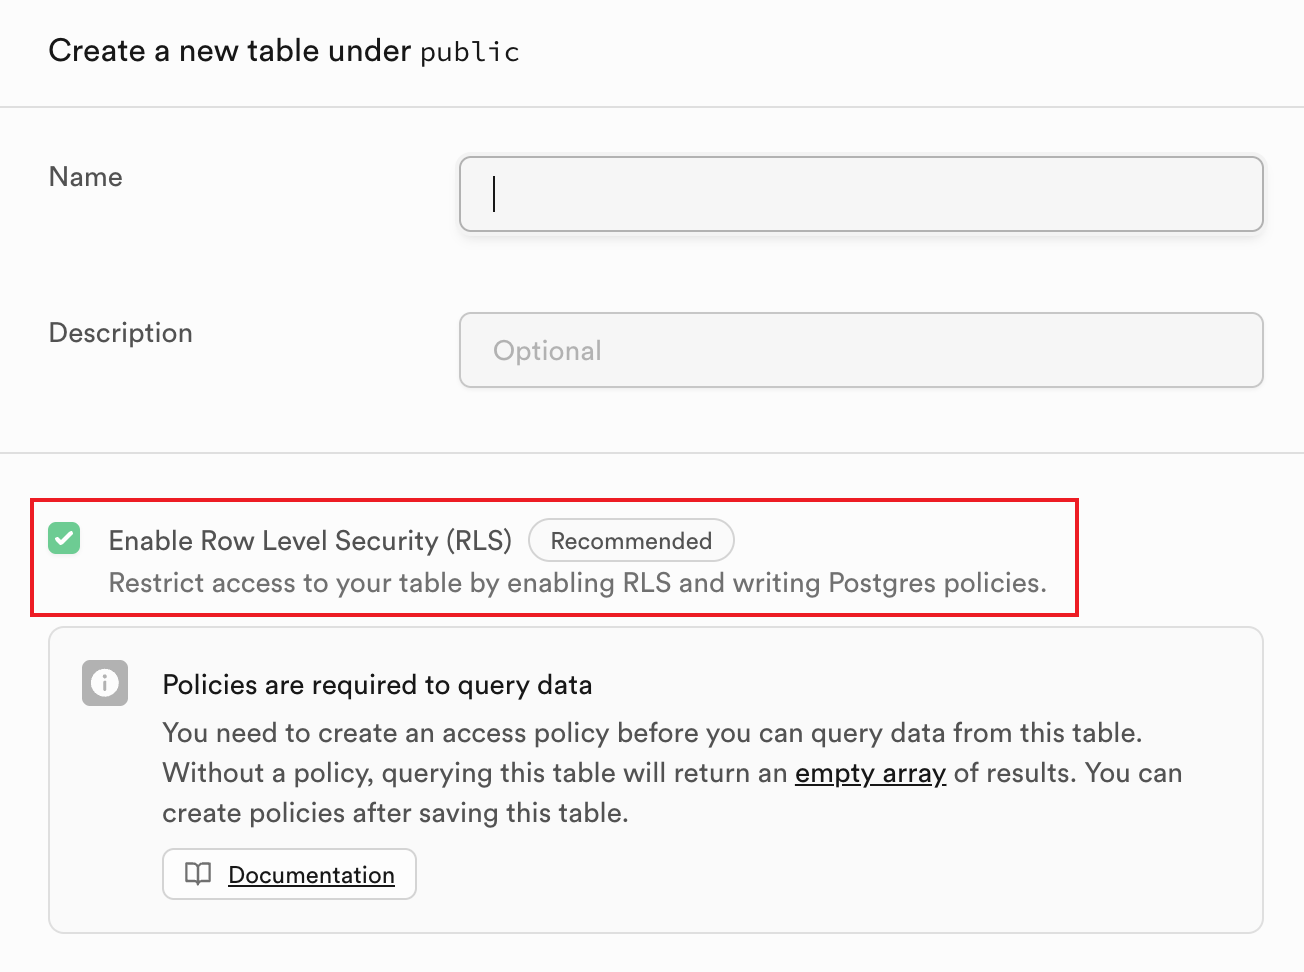 Create a new table under public
Name
Description
Optional
Enable Row Level Security (RLS) Recommended
Restrict access to your table by enabling RLS and writing Postgres policies.
Policies are required to query data
You need to create an access policy before you can query data from this table.
Without a policy, querying this table will return an empty array of results. You can
create policies after saving this table.
Documentation